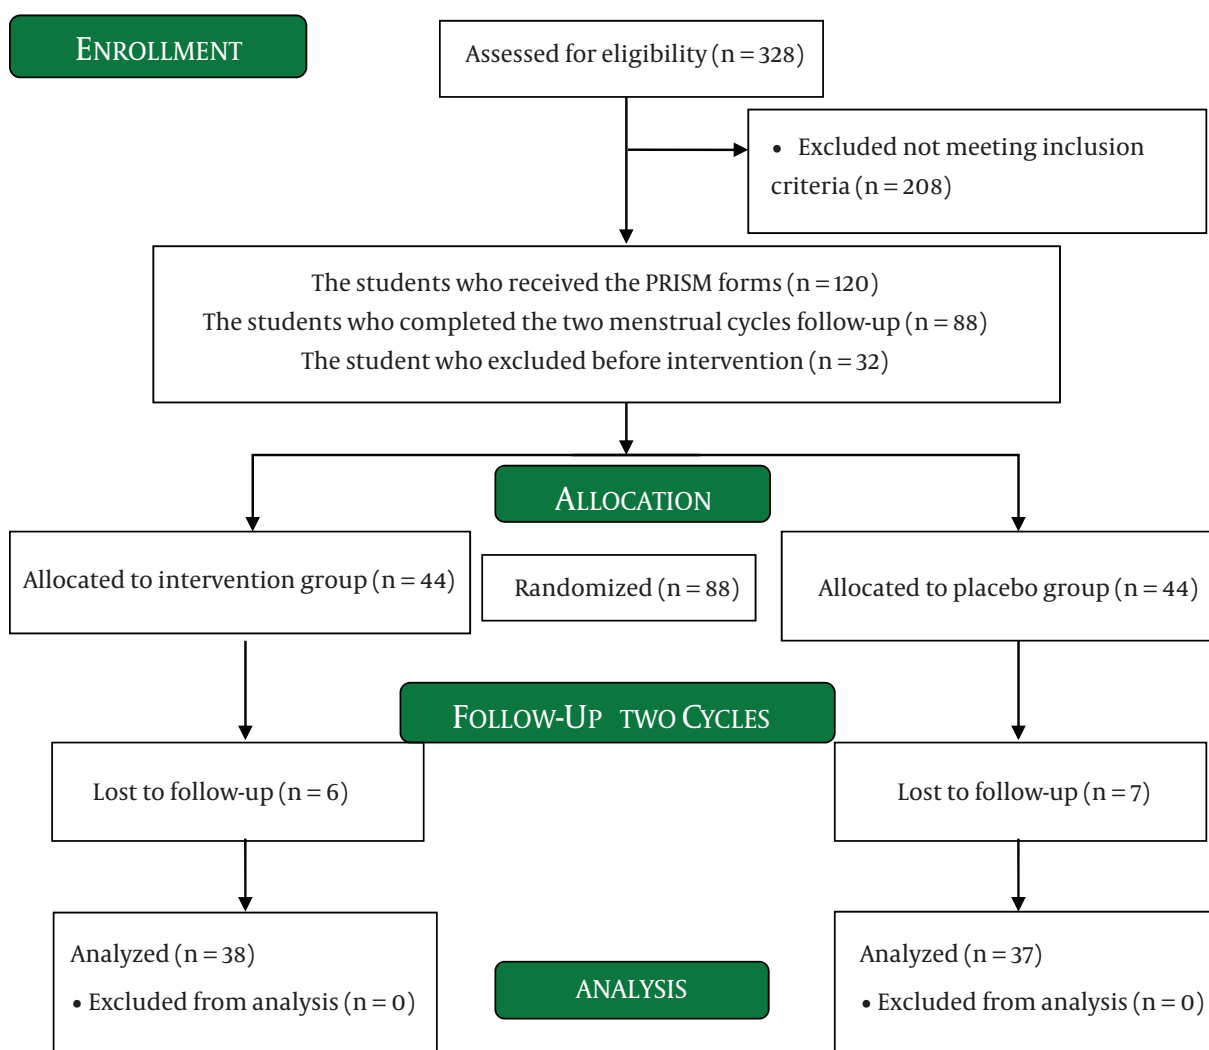 ENROLLMENT
Assessed for eligibility (n = 328)
• Excluded not meeting inclusion
criteria (n = 208)
The students who received the PRISM forms (n = 120)
The students who completed the two menstrual cycles follow-up (n = 88)
The student who excluded before intervention (n = 32)
ALLOCATION
Allocated to intervention group (n = 44)
Randomized (n = 88)
Allocated to placebo group (n = 44)
FOLLOW-UP TWO CYCLES
Lost to follow-up (n = 6)
Lost to follow-up (n = 7)
Analyzed (n = 38)
• Excluded from analysis (n = 0)
ANALYSIS
Analyzed (n = 37)
• Excluded from analysis (n = 0)